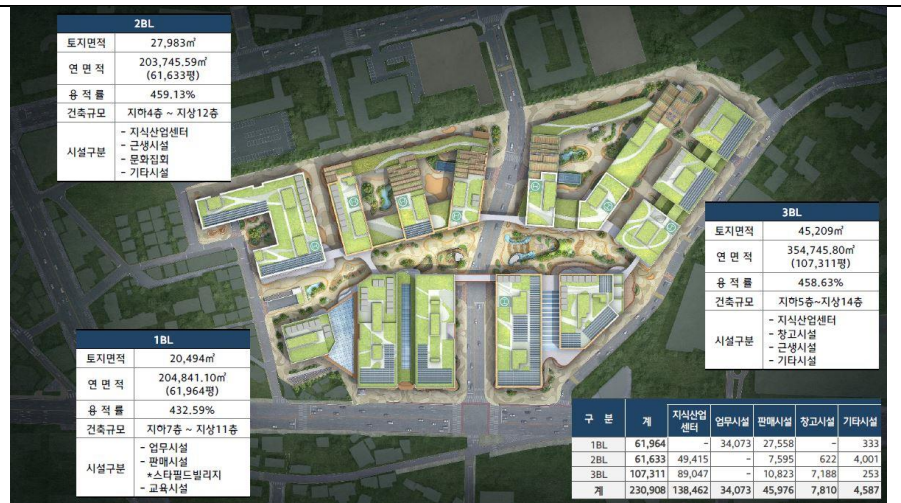 2BL
토지면적 27,983㎡
연 면 적 203,745.59㎡
(61,633평)
용 적 률 459.13%
건축규모 지하4층 ~ 지상12층
시설구분 - 지식산업센터
- 근생시설
- 문화집회
- 기타시설
3BL
토지면적 45,209㎡
연 면 적 354,745.80㎡
(107,311평)
용 적 률 458.63%
건축규모 지하5층~지상14층
시설구분 - 지식산업센터
- 창고시설
- 근생시설
- 기타시설
1BL
토지면적 20,494㎡
연 면 적 204,841.10㎡
(61,964평)
용 적 률 432.59%
건축규모 지하7층 ~ 지상11층
시설구분 - 업무시설
- 판매시설
*스타필드빌리지
- 교육시설
구 분 계 지식산업센터 업무시설 판매시설 창고시설 기타시설
1BL 61,964 - 34,073 27,558 333
2BL 61,633 49,415 - 7,595 622 4,001
3BL 107,311 89,047 - 10,823 7,188 253
계 230,908 138,462 34,073 45,976 7,810 4,587